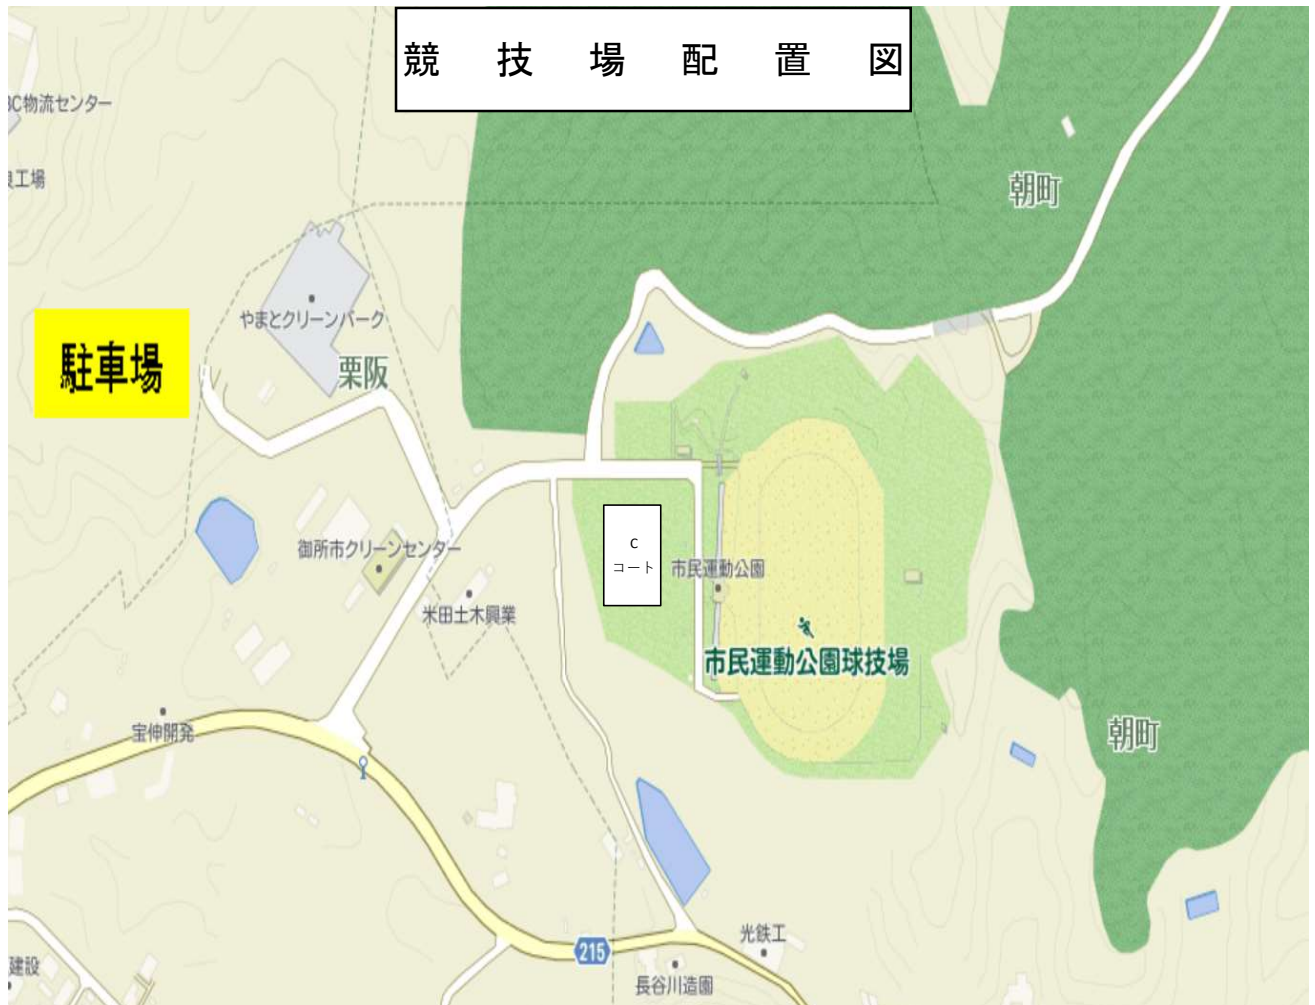 競技場配置図
BC物流センター
良工場
朝町
やまとクリーンパーク
駐車場
栗阪
御所市クリーンセンター
C
コート
市民運動公園
米田土木興業
市民運動公園球技場
宝伸開発
朝町
光鉄工
215
建設
長谷川造園